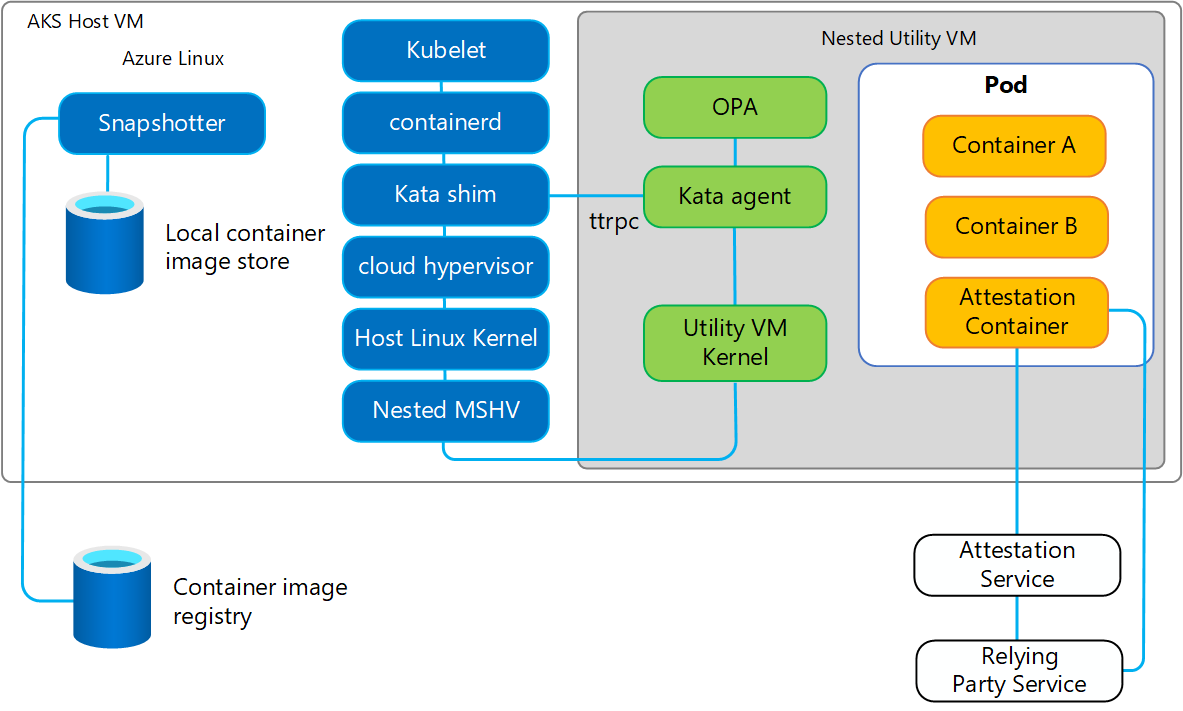 AKS Host VM
Azure Linux
Snapshotter
Local container
image store
Kubelet
containerd
Kata shim
cloud hypervisor
Host Linux Kernel
Nested MSHV
ttrpc
Nested Utility VM
OPA
Kata agent
Utility VM
Kernel
Pod
Container A
Container B
Attestation
Container
Container image
registry
Attestation
Service
Relying
Party Service